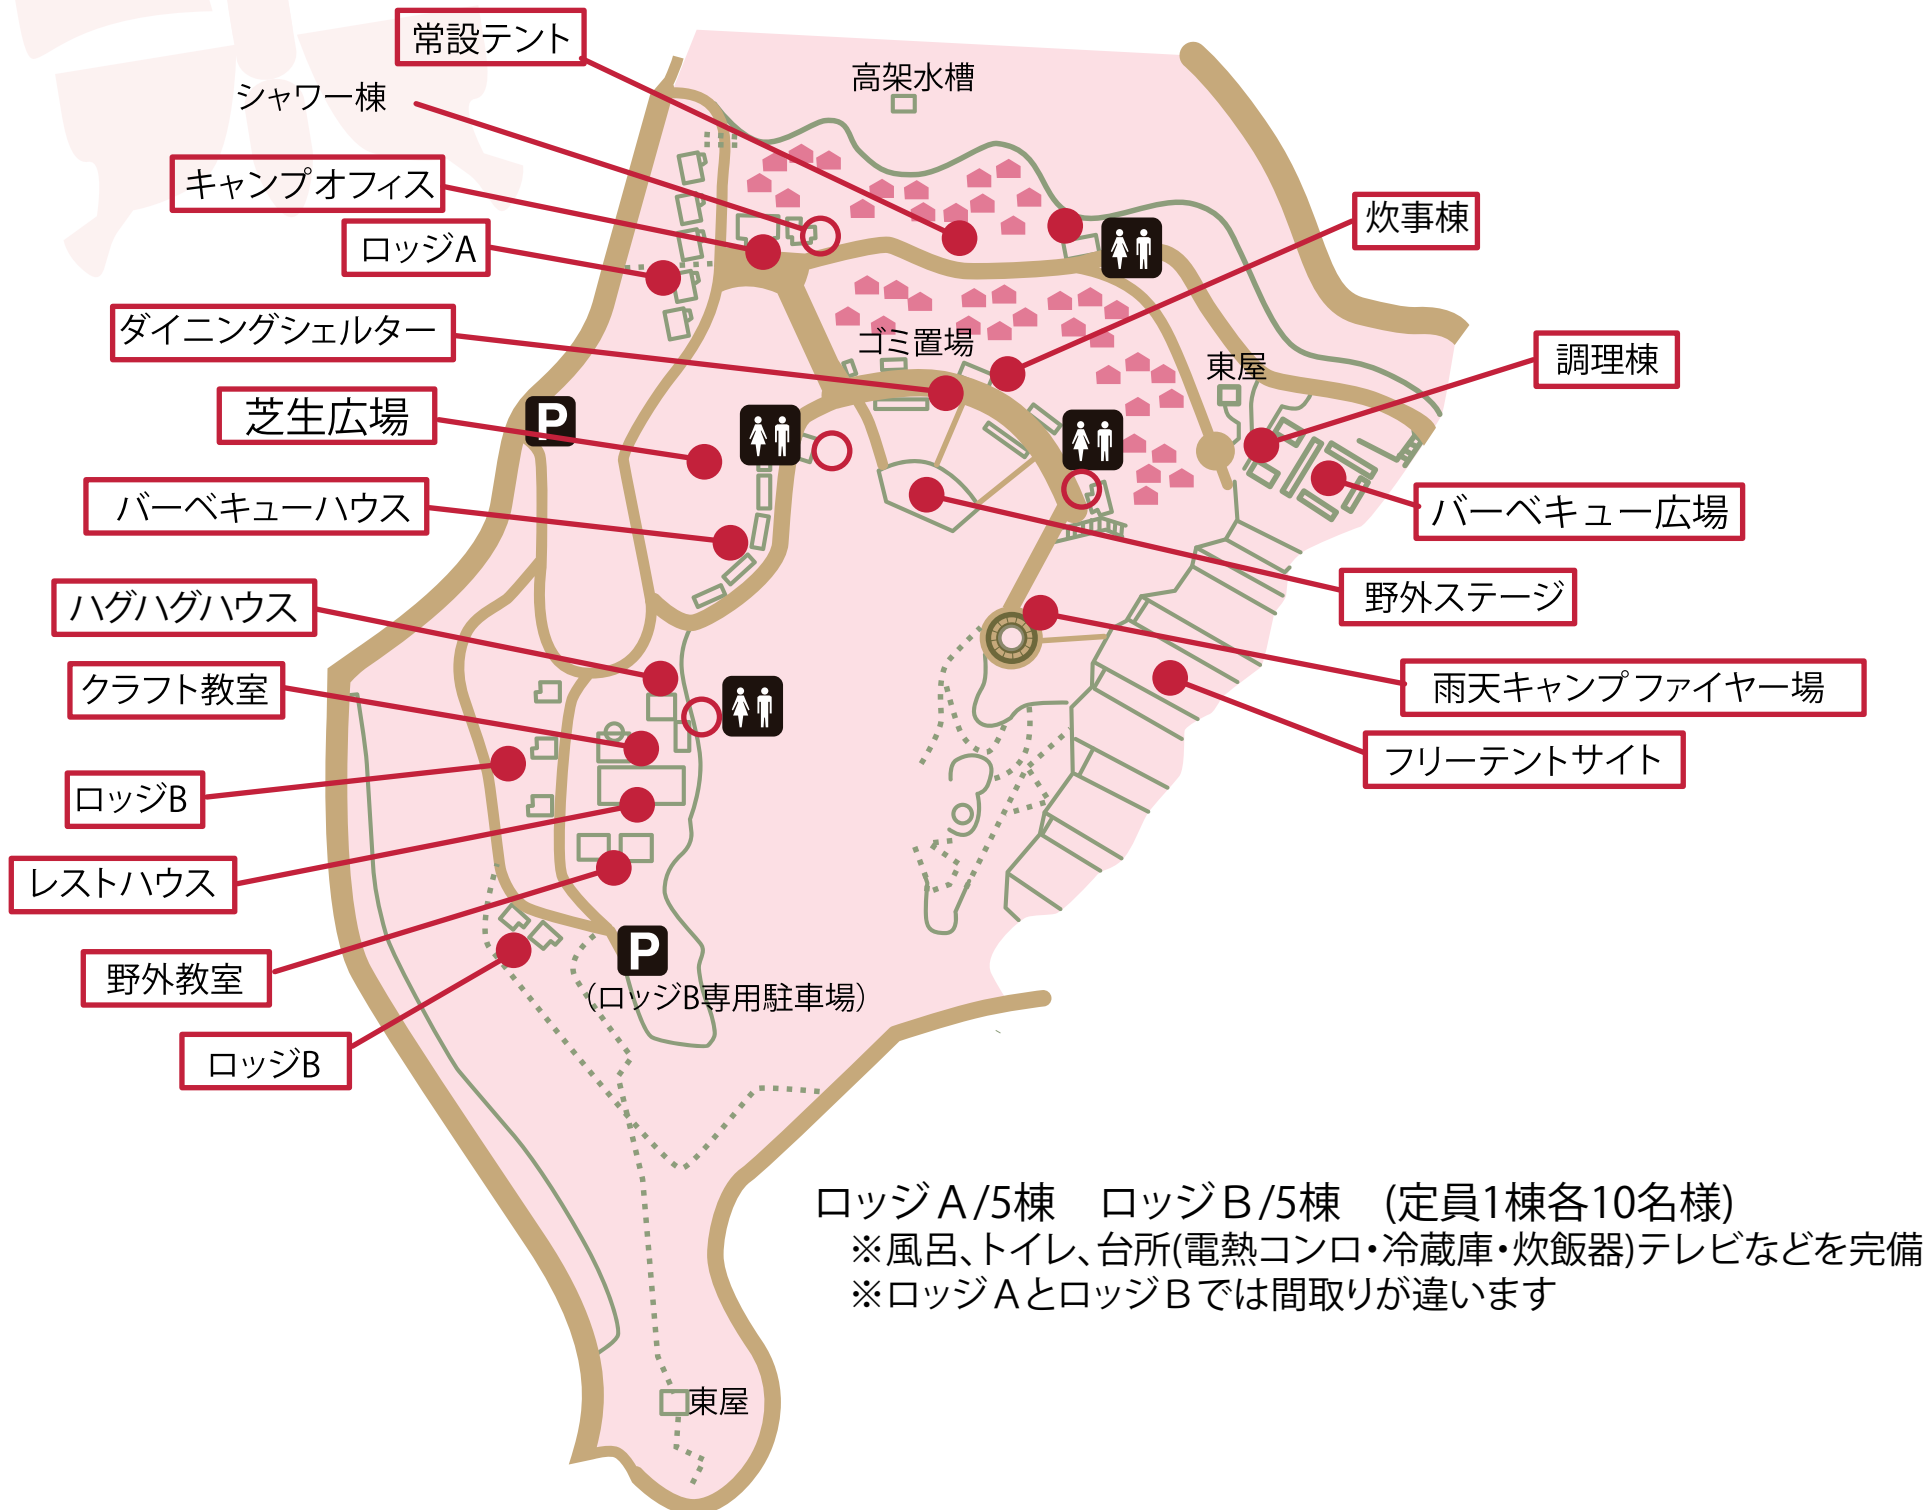 常設テント
高架水槽
シャワー棟
キャンプオフィス
炊事棟
ロッジA
ダイニングシェルター
ゴミ置場
東屋
調理棟
芝生広場
P
バーベキューハウス
バーベキュー広場
野外ステージ
ハグハグハウス
クラフト教室
雨天キャンプファイヤー場
フリーテントサイト
ロッジB
レストハウス
野外教室
P
(ロッジB専用駐車場)
ロッジB
ロッジA/5棟　ロッジB/5棟　(定員1棟各10名様)
※風呂、トイレ、台所(電熱コンロ・冷蔵庫・炊飯器)テレビなどを完備
※ロッジAとロッジBでは間取りが違います
東屋